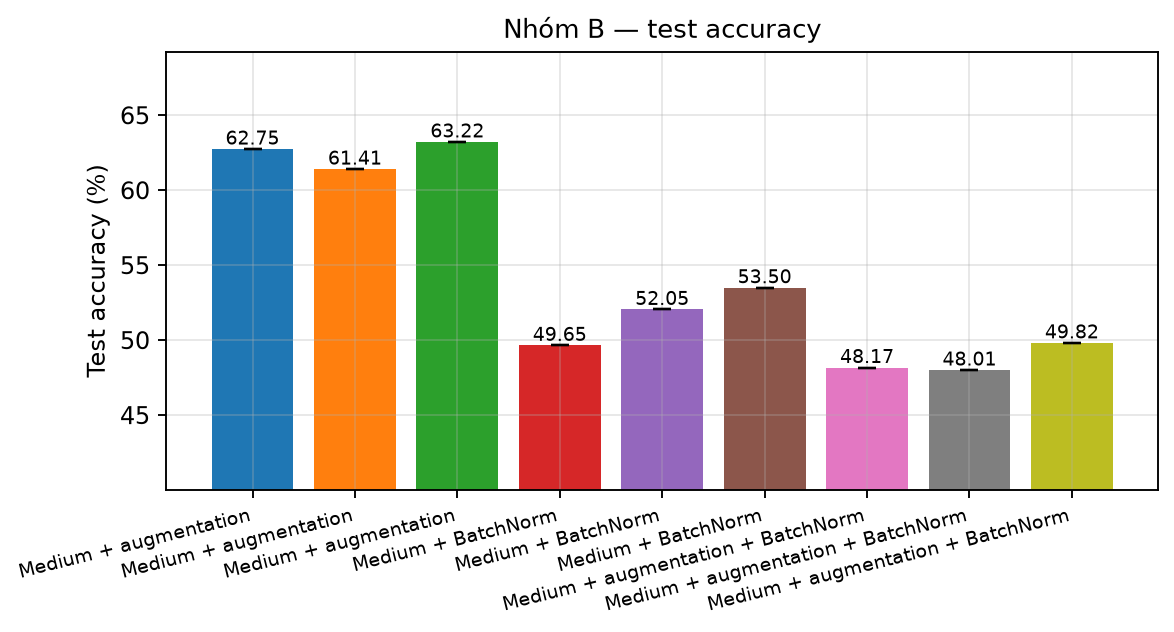 Nhóm B — test accuracy
Test accuracy (%)
65
60
55
50
45
62.75
61.41
63.22
49.65
52.05
53.50
48.17
48.01
49.82
Medium + augmentation
Medium + augmentation
Medium + augmentation
Medium + BatchNorm
Medium + BatchNorm
Medium + BatchNorm
Medium + augmentation + BatchNorm
Medium + augmentation + BatchNorm
Medium + augmentation + BatchNorm